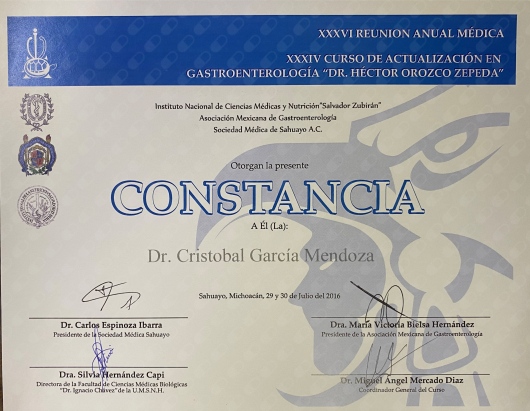 XXXVI REUNION ANUAL MÉDICA
XXXIV CURSO DE ACTUALIZACIÓN EN
GASTROENTEROLOGÍA "DR. HÉCTOR OROZCO ZEPEDA"
Instituto Nacional de Ciencias Médicas y Nutrición"Salvador Zubirán"
Asociación Mexicana de Gastroenterología
Sociedad Médica de Sahuayo A.C.
Otorgan la presente
CONSTANCIA
A Él (La):
Dr. Cristobal García Mendoza
Sahuayo, Michoacán, 29 y 30 de Julio del 2016
Dr. Carlos Espinoza Ibarra
Presidente de la Sociedad Médica Sahuayo
Dra. María Victoria Bielsa Hernández
Presidente de la Asociación Mexicana de Gastroenterología
Dra. Silvia Hernández Capi
Directora de la Facultad de Ciencias Médicas Biológicas
"Dr. Ignacio Chávez" de la U.M.S.N.H.
Dr. Miguel Ángel Mercado Diaz
Coordinador General del Curso